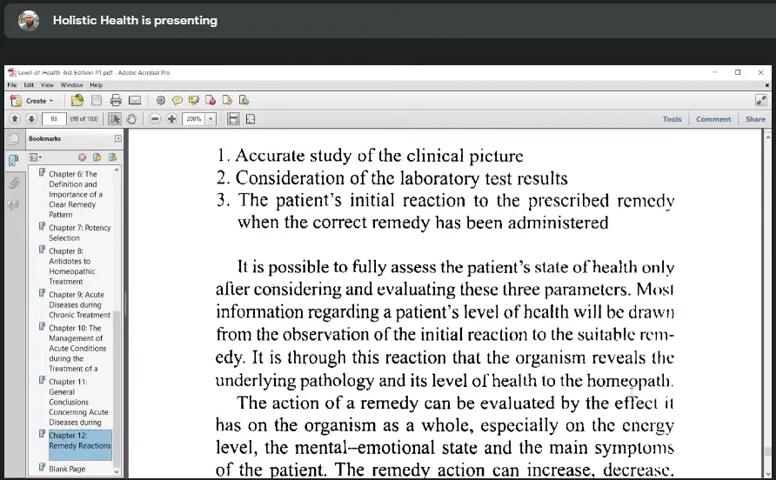 Holistic Health is presenting
Level-of-Health-3rd-Edition-P1.pdf - Adobe Acrobat Pro
File Edit View Window Help
Create
93 (95 of 103) 200%
Tools Comment Share
Bookmarks
Chapter 6: The
Definition and
Importance of a
Clear Remedy
Pattern
Chapter 7: Potency
Selection
Chapter 8:
Antidotes to
Homeopathic
Treatment
Chapter 9: Acute
Diseases during
Chronic Treatment
Chapter 10: The
Management of
Acute Conditions
during the
Treatment of a
Chapter 11:
General
Conclusions
Concerning Acute
Diseases during
Chapter 12:
Remedy Reactions
Blank Page
1. Accurate study of the clinical picture
2. Consideration of the laboratory test results
3. The patient's initial reaction to the prescribed remedy
when the correct remedy has been administered
It is possible to fully assess the patient's state of health only
after considering and evaluating these three parameters. Most
information regarding a patient's level of health will be drawn
from the observation of the initial reaction to the suitable rem-
edy. It is through this reaction that the organism reveals the
underlying pathology and its level of health to the homeopath.
The action of a remedy can be evaluated by the effect it
has on the organism as a whole, especially on the energy
level, the mental–emotional state and the main symptoms
of the patient. The remedy action can increase, decrease,